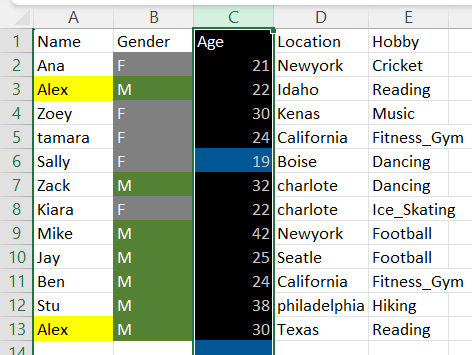 A B C D E
1 Name Gender Age Location Hobby
2 Ana F 21 Newyork Cricket
3 Alex M 22 Idaho Reading
4 Zoey F 30 Kenas Music
5 tamara F 24 California Fitness_Gym
6 Sally F 19 Boise Dancing
7 Zack M 32 charlote Dancing
8 Kiara F 22 charlote Ice_Skating
9 Mike M 42 Newyork Football
10 Jay M 25 Seatle Football
11 Ben M 24 California Fitness_Gym
12 Stu M 38 philadelphia Hiking
13 Alex M 30 Texas Reading
14